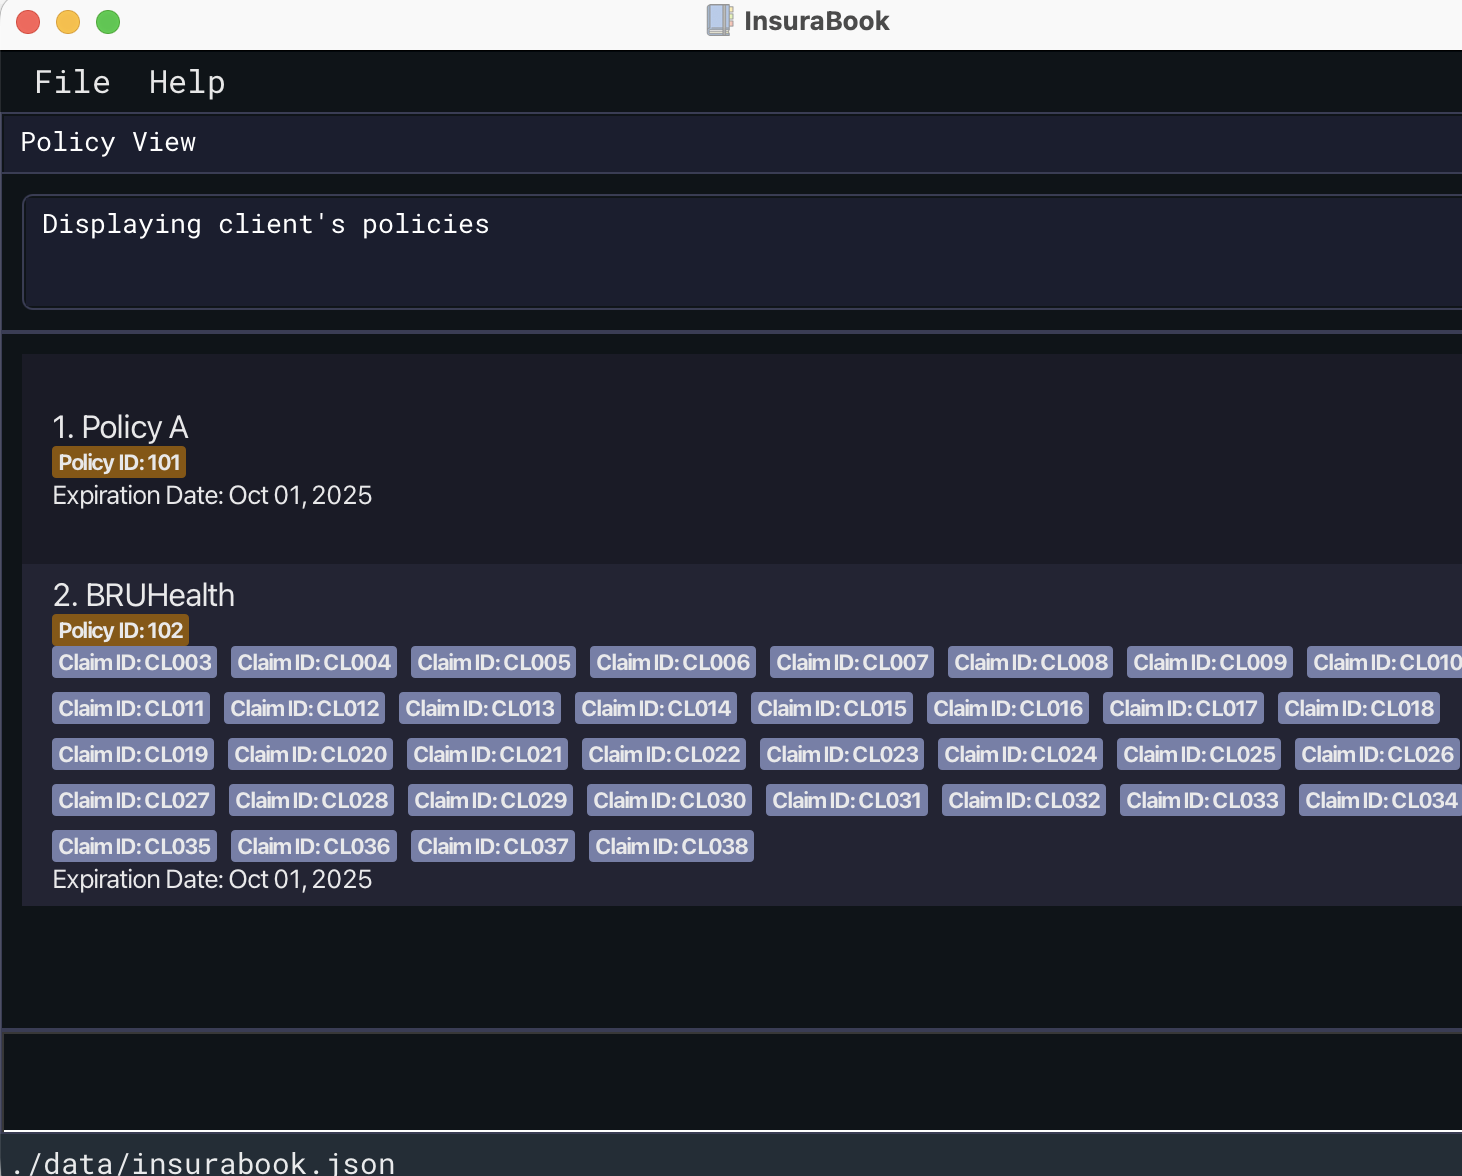 InsuraBook
File Help
Policy View
Displaying client's policies
1. Policy A
Policy ID: 101
Expiration Date: Oct 01, 2025
2. BRUHealth
Policy ID: 102
Claim ID: CL003 Claim ID: CL004 Claim ID: CL005 Claim ID: CL006 Claim ID: CL007 Claim ID: CL008 Claim ID: CL009 Claim ID: CL010
Claim ID: CL011 Claim ID: CL012 Claim ID: CL013 Claim ID: CL014 Claim ID: CL015 Claim ID: CL016 Claim ID: CL017 Claim ID: CL018
Claim ID: CL019 Claim ID: CL020 Claim ID: CL021 Claim ID: CL022 Claim ID: CL023 Claim ID: CL024 Claim ID: CL025 Claim ID: CL026
Claim ID: CL027 Claim ID: CL028 Claim ID: CL029 Claim ID: CL030 Claim ID: CL031 Claim ID: CL032 Claim ID: CL033 Claim ID: CL034
Claim ID: CL035 Claim ID: CL036 Claim ID: CL037 Claim ID: CL038
Expiration Date: Oct 01, 2025
./data/insurabook.json